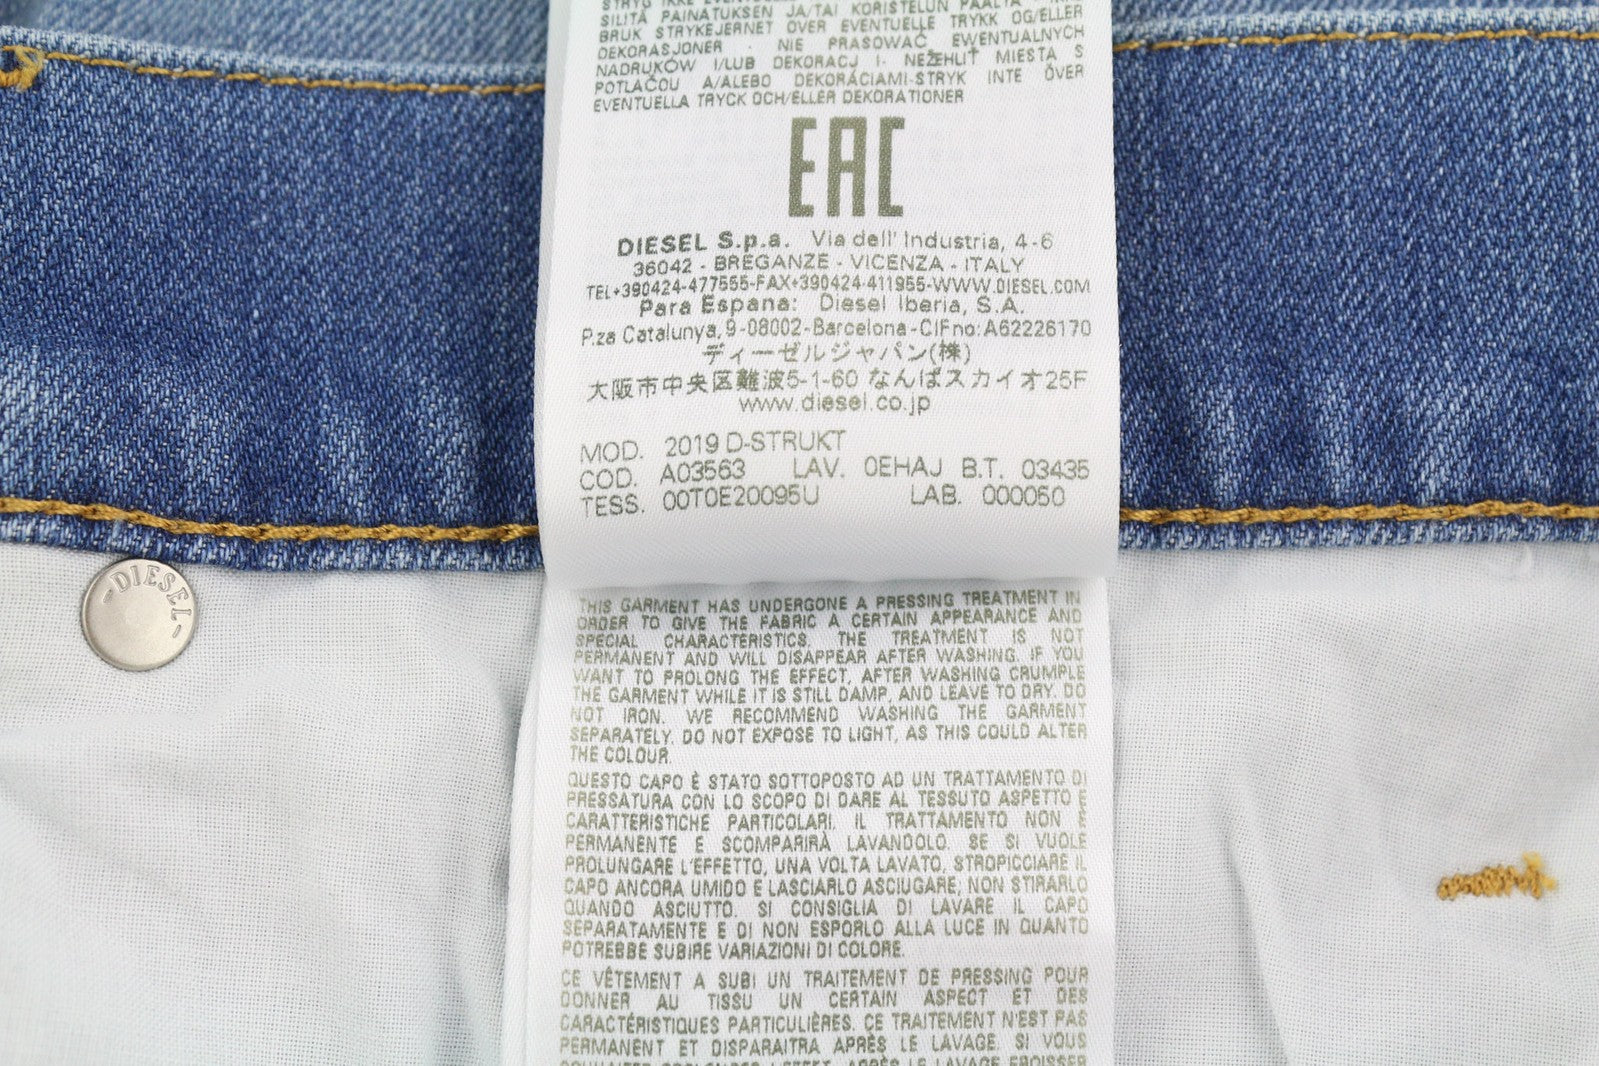 STRYG IKKE EVENTUELLE
SILITÄ PAINATUKSEN JA/TAI KORISTELUN PÄÄLTÄ
BRUK STRYKEJERNET OVER EVENTUELLE TRYKK OG/ELLER
DEKORASJONER - NIE PRASOWAĆ EWENTUALNYCH
NADRUKÓW I/LUB DEKORACJ I- NEŽEHLIT MIESTA S
POTLAČOU A/ALEBO DEKORÁCIAMI-STRYK INTE ÖVER
EVENTUELLA TRYCK OCH/ELLER DEKORATIONER
EAC
DIESEL S.p.a. Via dell' Industria, 4-6
36042 - BREGANZE - VICENZA - ITALY
TEL+390424-477555-FAX+390424-411955-WWW.DIESEL.COM
Para Espana: Diesel Iberia, S.A.
P.za Catalunya, 9-08002-Barcelona-CIFno: A62226170
ディーゼルジャパン(株)
大阪市中央区難波5-1-60 なんばスカイオ25F
www.diesel.co.jp
MOD. 2019 D-STRUKT
COD. A03563 LAV. 0EHAJ B.T. 03435
TESS. 00T0E20095U LAB. 000050
-DIESEL-
THIS GARMENT HAS UNDERGONE A PRESSING TREATMENT IN
ORDER TO GIVE THE FABRIC A CERTAIN APPEARANCE AND
SPECIAL CHARACTERISTICS. THE TREATMENT IS NOT
PERMANENT AND WILL DISAPPEAR AFTER WASHING. IF YOU
WANT TO PROLONG THE EFFECT, AFTER WASHING CRUMPLE
THE GARMENT WHILE IT IS STILL DAMP, AND LEAVE TO DRY. DO
NOT IRON. WE RECOMMEND WASHING THE GARMENT
SEPARATELY. DO NOT EXPOSE TO LIGHT, AS THIS COULD ALTER
THE COLOUR.
QUESTO CAPO È STATO SOTTOPOSTO AD UN TRATTAMENTO DI
PRESSATURA CON LO SCOPO DI DARE AL TESSUTO ASPETTO E
CARATTERISTICHE PARTICOLARI. IL TRATTAMENTO NON È
PERMANENTE E SCOMPARIRÀ LAVANDOLO. SE SI VUOLE
PROLUNGARE L'EFFETTO, UNA VOLTA LAVATO, STROPICCIARE IL
CAPO ANCORA UMIDO E LASCIARLO ASCIUGARE; NON STIRARLO
QUANDO ASCIUTTO. SI CONSIGLIA DI LAVARE IL CAPO
SEPARATAMENTE E DI NON ESPORLO ALLA LUCE IN QUANTO
POTREBBE SUBIRE VARIAZIONI DI COLORE.
CE VÊTEMENT A SUBI UN TRAITEMENT DE PRESSING POUR
DONNER AU TISSU UN CERTAIN ASPECT ET DES
CARACTÉRISTIQUES PARTICULIÈRES. CE TRAITEMENT N'EST PAS
PERMANENT ET DISPARAITRA APRÈS LE LAVAGE. SI VOUS
SOUHAITEZ PROLONGER L'EFFET, APRÈS LE LAVAGE FROISSER